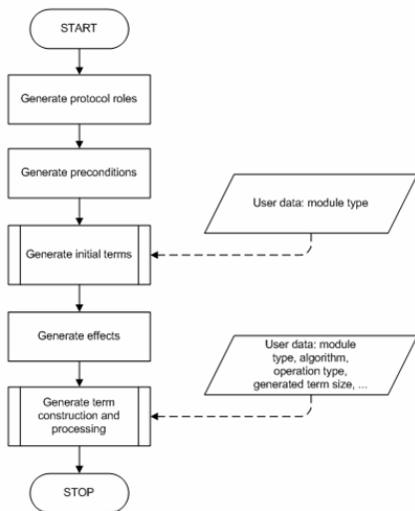 START
Generate protocol roles
Generate preconditions
User data: module type
Generate initial terms
Generate effects
User data: module
type, algorithm,
operation type,
generated term size, ...
Generate term
construction and
processing
STOP